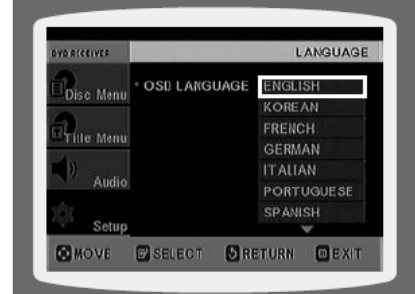 DVD RECEIVER
LANGUAGE
Disc Menu
Title Menu
Audio
Setup
OSD LANGUAGE
ENGLISH
KOREAN
FRENCH
GERMAN
ITALIAN
PORTUGUESE
SPANISH
MOVE SELECT RETURN EXIT